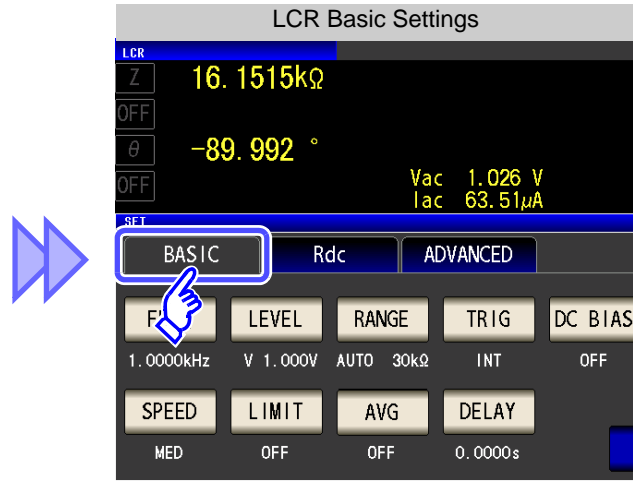 LCR Basic Settings
LCR
Z 16.1515kΩ
OFF
θ -89.992 °
OFF
Vac 1.026 V
Iac 63.51μA
SET
BASIC Rdc ADVANCED
LEVEL RANGE TRIG DC BIAS
1.0000kHz V 1.000V AUTO 30kΩ INT OFF
SPEED LIMIT AVG DELAY
MED OFF OFF 0.0000s